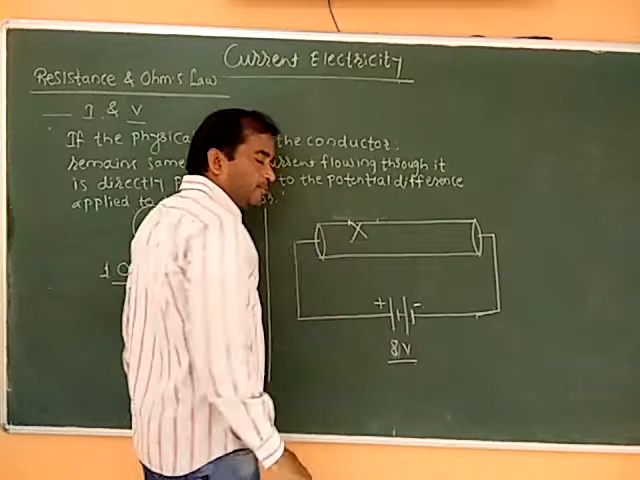 Current Electricity
Resistance & Ohm's Law
— I & V
If the physica the conductor.
remains same rrent flowing through it
is directly p to the potential difference
applied to
1
X
+ -
8V